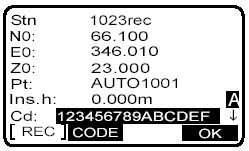 Stn 1023rec
N0: 66.100
E0: 346.010
Z0: 23.000
Pt: AUTO1001
Ins.h: 0.000m A
Cd: 123456789ABCDEF ↓
[ REC ] CODE OK